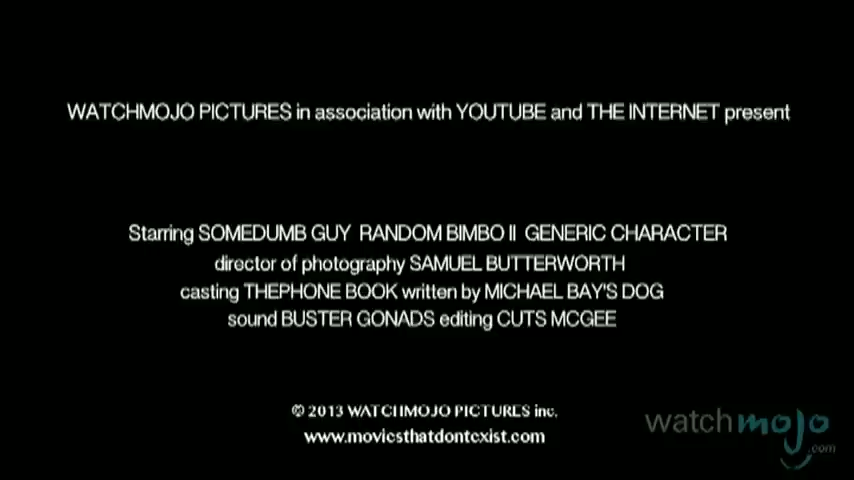 WATCHMOJO PICTURES in association with YOUTUBE and THE INTERNET present
Starring SOMEDUMB GUY RANDOM BIMBO II GENERIC CHARACTER
director of photography SAMUEL BUTTERWORTH
casting THEPHONE BOOK written by MICHAEL BAY'S DOG
sound BUSTER GONADS editing CUTS MCGEE
© 2013 WATCHMOJO PICTURES inc.
www.moviesthatdontexist.com
watchmojo
.com